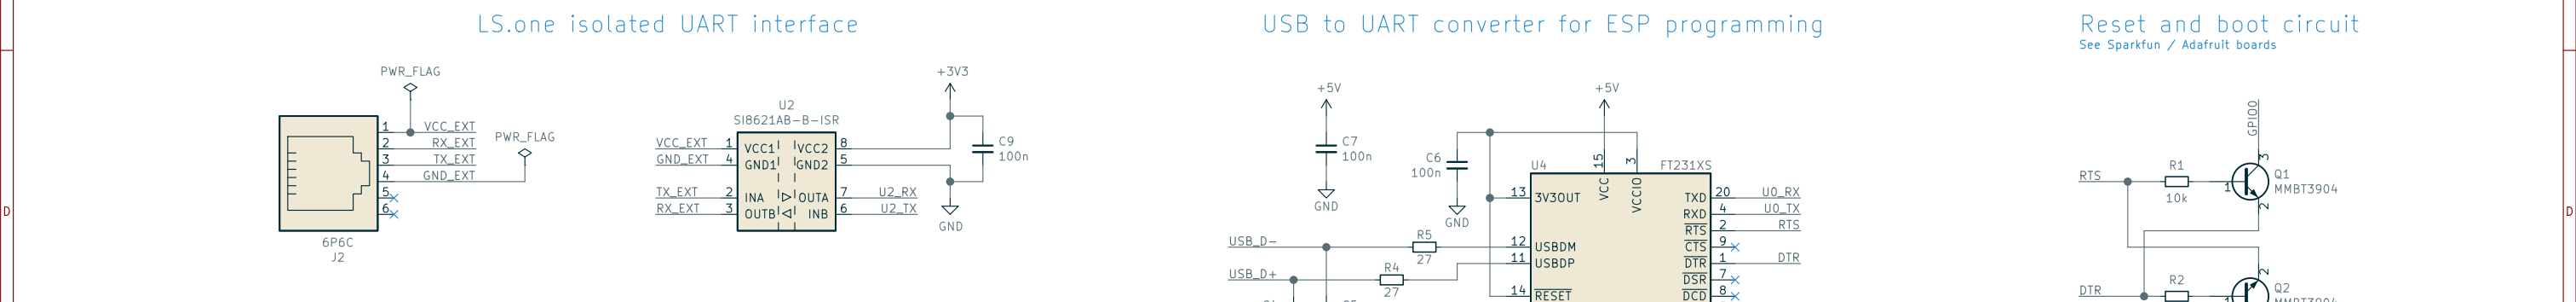 LS.one isolated UART interface
USB to UART converter for ESP programming
Reset and boot circuit
See Sparkfun / Adafruit boards
PWR_FLAG
1 VCC_EXT
2 RX_EXT
3 TX_EXT
4 GND_EXT
5
6
PWR_FLAG
6P6C
J2
U2
SI8621AB-B-ISR
VCC_EXT 1 VCC1 VCC2 8
GND_EXT 4 GND1 GND2 5
TX_EXT 2 INA OUTA 7 U2_RX
RX_EXT 3 OUTB INB 6 U2_TX
+3V3
C9
100n
GND
+5V
C7
100n
GND
C6
100n
GND
+5V
U4
FT231XS
15 VCC
3 VCCIO
13 3V3OUT
TXD 20 U0_RX
RXD 4 U0_TX
RTS 2 RTS
USB_D- R5 12 USBDM
27
CTS 9
USB_D+ R4 11 USBDP
27
DTR 1 DTR
DSR 7
14 RESET
DCD 8
GPIO0
RTS
R1
10k
1
3
2
Q1
MMBT3904
DTR
R2
2
Q2